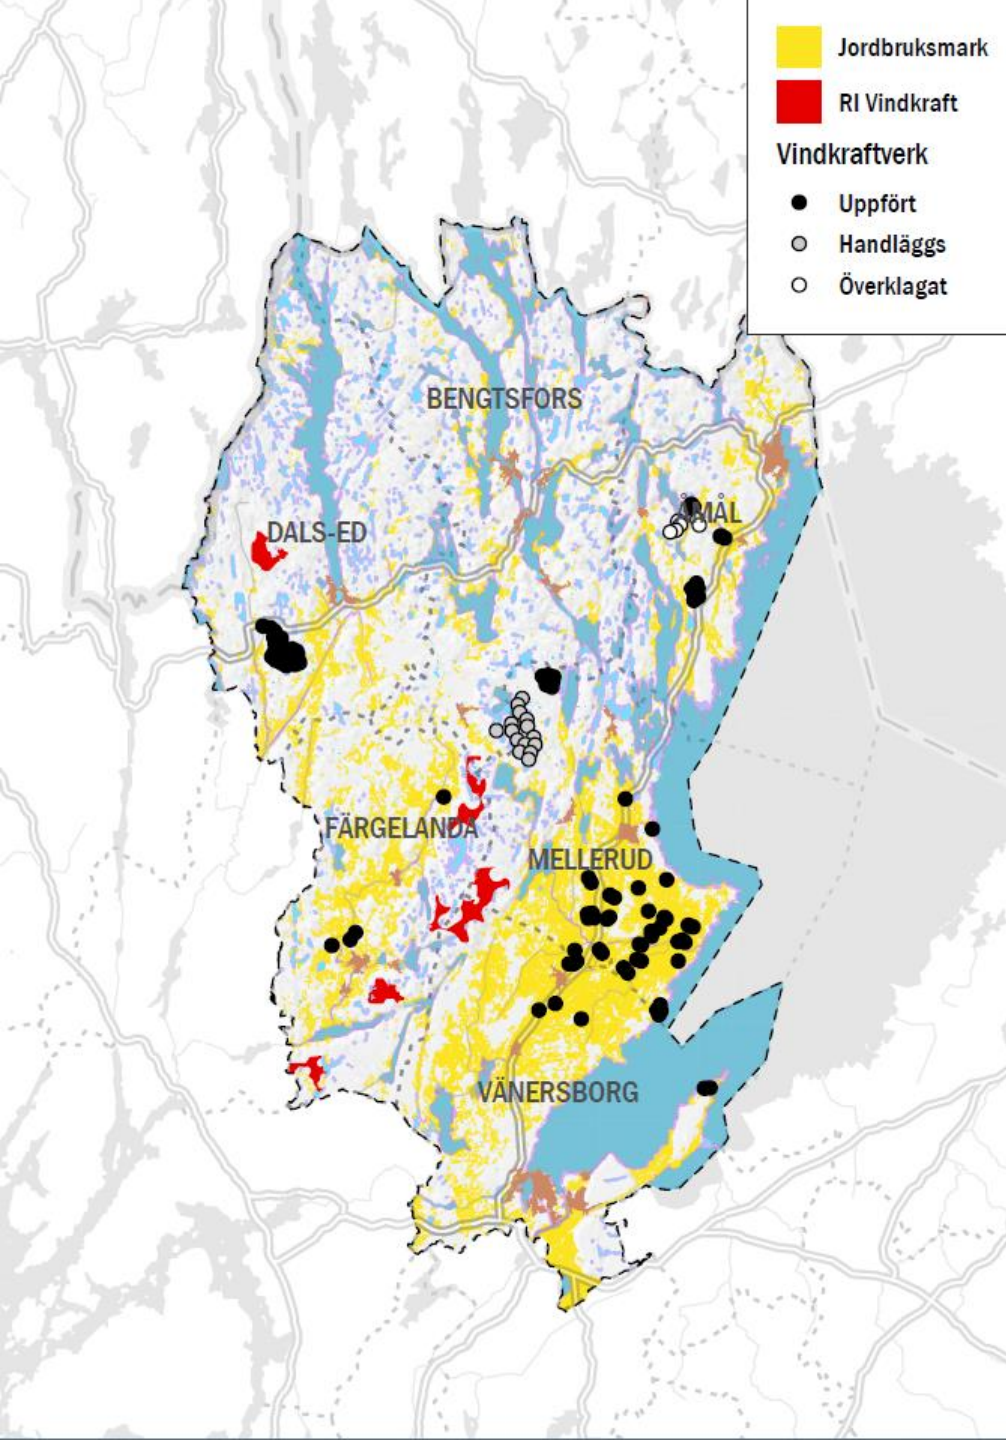 Jordbruksmark
RI Vindkraft
Vindkraftverk
Uppfört
Handläggs
Överklagat
BENGTSFORS
ÅMÅL
DALS-ED
FÄRGELANDA
MELLERUD
VÄNERSBORG